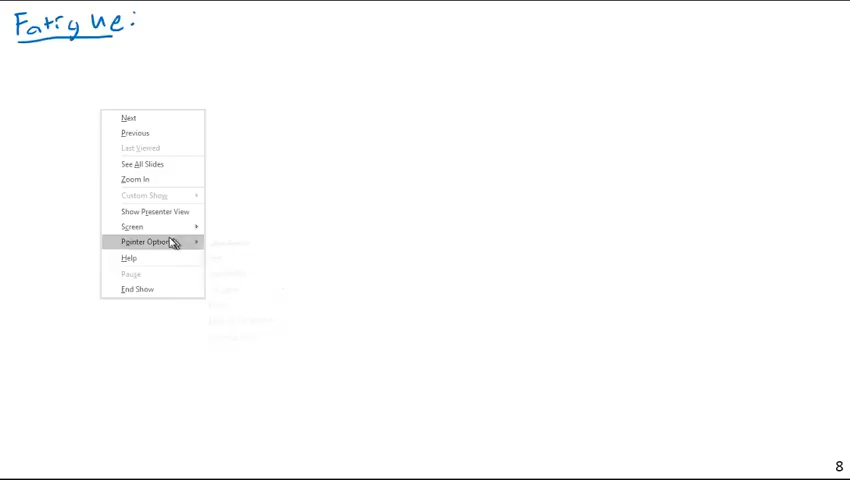 Fatigue:
Next
Previous
Last Viewed
See All Slides
Zoom In
Custom Show
Show Presenter View
Screen
Pointer Options
Help
Pause
End Show
8